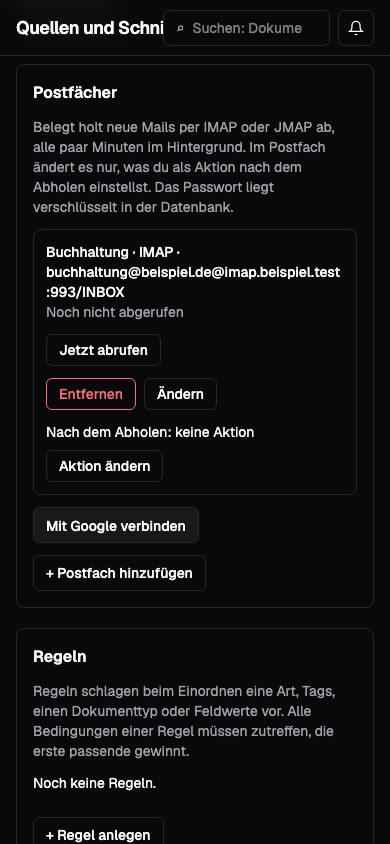 Quellen und Schni
Suchen: Dokume
Postfächer
Belegt holt neue Mails per IMAP oder JMAP ab,
alle paar Minuten im Hintergrund. Im Postfach
ändert es nur, was du als Aktion nach dem
Abholen einstellst. Das Passwort liegt
verschlüsselt in der Datenbank.
Buchhaltung · IMAP ·
buchhaltung@beispiel.de@imap.beispiel.test
:993/INBOX
Noch nicht abgerufen
Jetzt abrufen
Entfernen
Ändern
Nach dem Abholen: keine Aktion
Aktion ändern
Mit Google verbinden
+ Postfach hinzufügen
Regeln
Regeln schlagen beim Einordnen eine Art, Tags,
einen Dokumenttyp oder Feldwerte vor. Alle
Bedingungen einer Regel müssen zutreffen, die
erste passende gewinnt.
Noch keine Regeln.
+ Regel anlegen